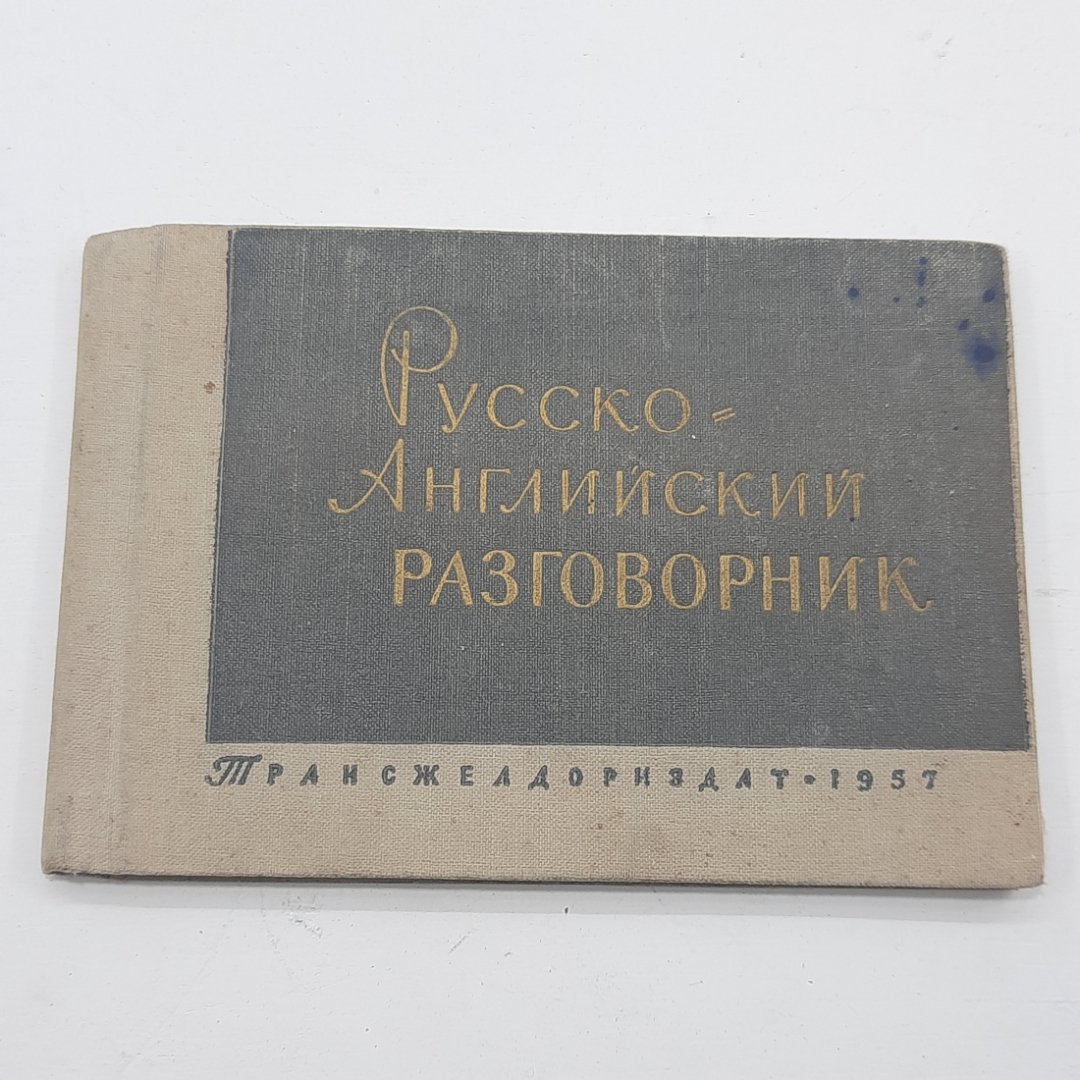 Русско-
Английский
РАЗГОВОРНИК
ТРАНСЖЕЛДОРИЗДАТ • 1957